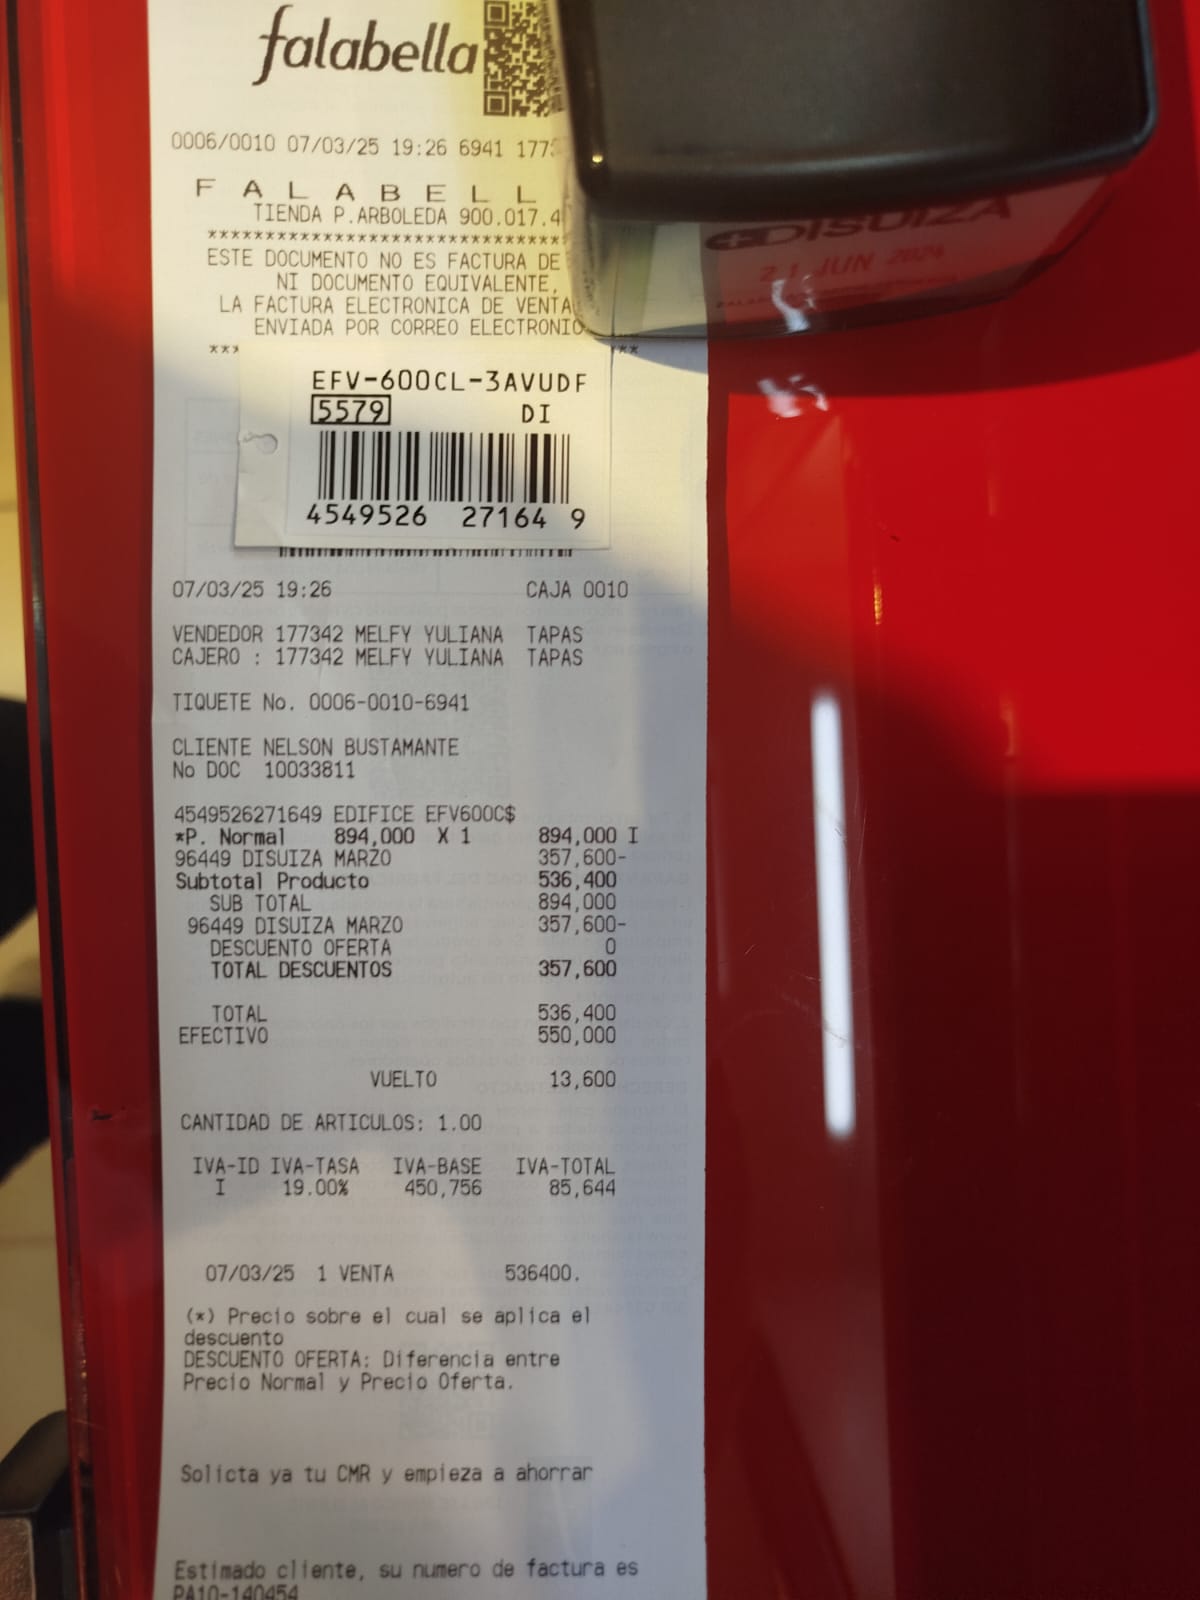 falabella
0006/0010 07/03/25 19:26 6941
F A L A B E L L
TIENDA P.ARBOLEDA 900.017.4
DISUIZA
21 JUN 2024
******************************
ESTE DOCUMENTO NO ES FACTURA DE
NI DOCUMENTO EQUIVALENTE,
LA FACTURA ELECTRONICA DE VENTA
ENVIADA POR CORREO ELECTRONIC
EFV-600CL-3AVUDF
5579 DI
4549526 27164 9
07/03/25 19:26 CAJA 0010
VENDEDOR 177342 MELFY YULIANA TAPAS
CAJERO : 177342 MELFY YULIANA TAPAS
TIQUETE No. 0006-0010-6941
CLIENTE NELSON BUSTAMANTE
No DOC 10033811
4549526271649 EDIFICE EFV600C$
*P. Normal 894,000 X 1 894,000 I
96449 DISUIZA MARZO 357,600-
Subtotal Producto 536,400
SUB TOTAL 894,000
96449 DISUIZA MARZO 357,600-
DESCUENTO OFERTA 0
TOTAL DESCUENTOS 357,600
TOTAL 536,400
EFECTIVO 550,000
VUELTO 13,600
CANTIDAD DE ARTICULOS: 1.00
IVA-ID IVA-TASA IVA-BASE IVA-TOTAL
I 19.00% 450,756 85,644
07/03/25 1 VENTA 536400.
(*) Precio sobre el cual se aplica el
descuento
DESCUENTO OFERTA: Diferencia entre
Precio Normal y Precio Oferta.
Solicta ya tu CMR y empieza a ahorrar
Estimado cliente, su numero de factura es
PA10-140454